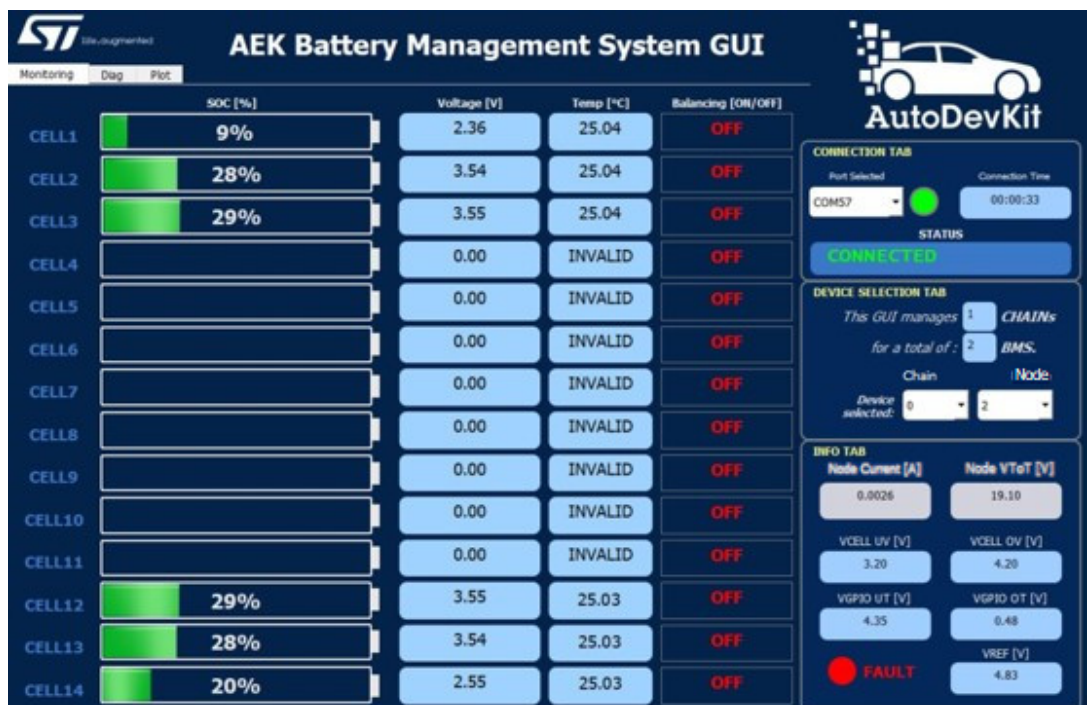 life.augmented
AEK Battery Management System GUI
Monitoring Diag Plot
SOC [%] Voltage [V] Temp [°C] Balancing [ON/OFF]
CELL1 9% 2.36 25.04 OFF
CELL2 28% 3.54 25.04 OFF
CELL3 29% 3.55 25.04 OFF
CELL4 0.00 INVALID OFF
CELL5 0.00 INVALID OFF
CELL6 0.00 INVALID OFF
CELL7 0.00 INVALID OFF
CELL8 0.00 INVALID OFF
CELL9 0.00 INVALID OFF
CELL10 0.00 INVALID OFF
CELL11 0.00 INVALID OFF
CELL12 29% 3.55 25.03 OFF
CELL13 28% 3.54 25.03 OFF
CELL14 20% 2.55 25.03 OFF
AutoDevKit
CONNECTION TAB
Port Selected Connection Time
COM57 00:00:33
STATUS
CONNECTED
DEVICE SELECTION TAB
This GUI manages 1 CHAINs
for a total of : 2 BMS.
Chain Node
Device selected: 0 2
INFO TAB
Node Current [A] Node VToT [V]
0.0026 19.10
VCELL UV [V] VCELL OV [V]
3.20 4.20
VGPIO UT [V] VGPIO OT [V]
4.35 0.48
VREF [V]
FAULT 4.83